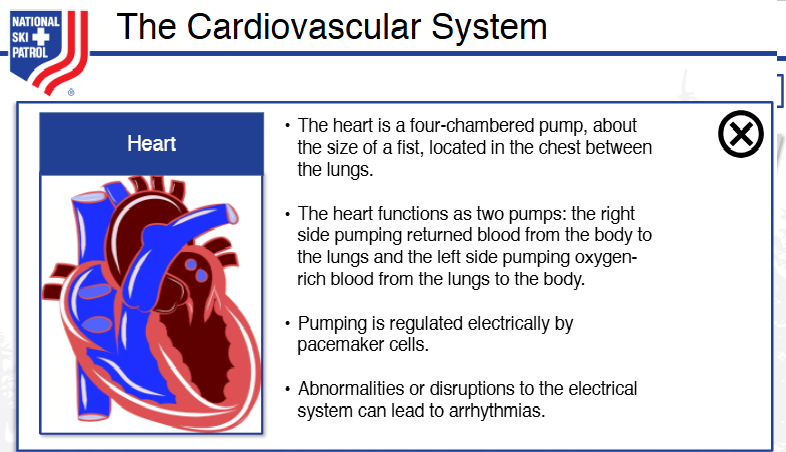 NATIONAL
SKI
PATROL
®
The Cardiovascular System
Heart
• The heart is a four-chambered pump, about
the size of a fist, located in the chest between
the lungs.
• The heart functions as two pumps: the right
side pumping returned blood from the body to
the lungs and the left side pumping oxygen-
rich blood from the lungs to the body.
• Pumping is regulated electrically by
pacemaker cells.
• Abnormalities or disruptions to the electrical
system can lead to arrhythmias.